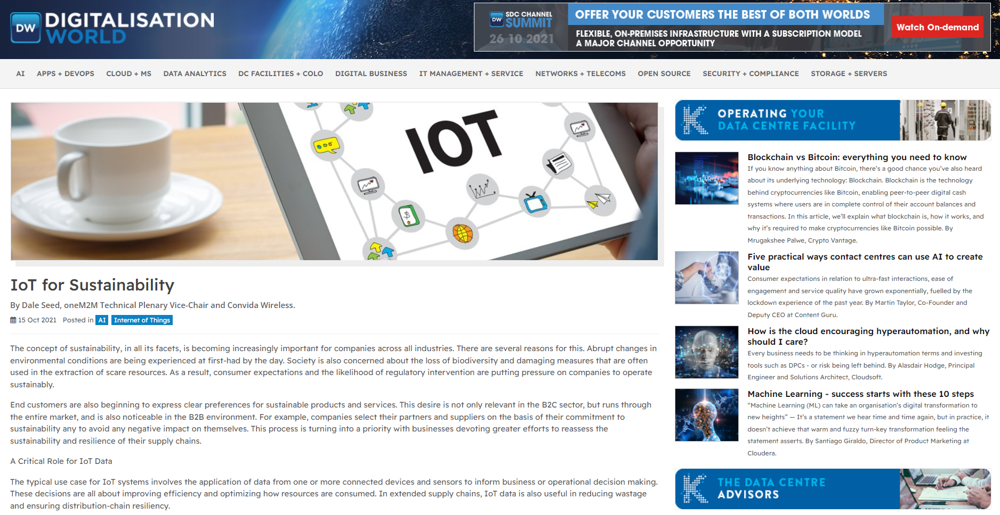 DW DIGITALISATION
WORLD
DW SDC CHANNEL
SUMMIT
26 10 2021
OFFER YOUR CUSTOMERS THE BEST OF BOTH WORLDS
FLEXIBLE, ON-PREMISES INFRASTRUCTURE WITH A SUBSCRIPTION MODEL
A MAJOR CHANNEL OPPORTUNITY
Watch On-demand
AI APPS + DEVOPS CLOUD + MS DATA ANALYTICS DC FACILITIES + COLO DIGITAL BUSINESS IT MANAGEMENT + SERVICE NETWORKS + TELECOMS OPEN SOURCE SECURITY + COMPLIANCE STORAGE + SERVERS
IOT
$
IoT for Sustainability
By Dale Seed, oneM2M Technical Plenary Vice-Chair and Convida Wireless.
15 Oct 2021 Posted in AI Internet of Things
The concept of sustainability, in all its facets, is becoming increasingly important for companies across all industries. There are several reasons for this. Abrupt changes in
environmental conditions are being experienced at first-had by the day. Society is also concerned about the loss of biodiversity and damaging measures that are often
used in the extraction of scare resources. As a result, consumer expectations and the likelihood of regulatory intervention are putting pressure on companies to operate
sustainably.
End customers are also beginning to express clear preferences for sustainable products and services. This desire is not only relevant in the B2C sector, but runs through
the entire market, and is also noticeable in the B2B environment. For example, companies select their partners and suppliers on the basis of their commitment to
sustainability any to avoid any negative impact on themselves. This process is turning into a priority with businesses devoting greater efforts to reassess the
sustainability and resilience of their supply chains.
A Critical Role for IoT Data
The typical use case for IoT systems involves the application of data from one or more connected devices and sensors to inform business or operational decision making.
These decisions are all about improving efficiency and optimizing how resources are consumed. In extended supply chains, IoT data is also useful in reducing wastage
and ensuring distribution-chain resiliency.
K OPERATING YOUR
DATA CENTRE FACILITY
Blockchain vs Bitcoin: everything you need to know
If you know anything about Bitcoin, there's a good chance you've also heard
about its underlying technology: Blockchain. Blockchain is the technology
behind cryptocurrencies like Bitcoin, enabling peer-to-peer digital cash
systems where users are in complete control of their account balances and
transactions. In this article, we'll explain what blockchain is, how it works, and
why it's required to make cryptocurrencies like Bitcoin possible. By
Mrugakshee Palwe, Crypto Vantage.
Five practical ways contact centres can use AI to create
value
Consumer expectations in relation to ultra-fast interactions, ease of
engagement and service quality have grown exponentially, fuelled by the
lockdown experience of the past year. By Martin Taylor, Co-Founder and
Deputy CEO at Content Guru.
How is the cloud encouraging hyperautomation, and why
should I care?
Every business needs to be thinking in hyperautomation terms and investing
tools such as DPCs - or risk being left behind. By Alasdair Hodge, Principal
Engineer and Solutions Architect, Cloudsoft.
Machine Learning - success starts with these 10 steps
“Machine Learning (ML) can take an organisation's digital transformation to
new heights” — It's a statement we hear time and time again, but in practice, it
doesn't achieve that warm and fuzzy turn-key transformation feeling the
statement asserts. By Santiago Giraldo, Director of Product Marketing at
Cloudera.
K THE DATA CENTRE
ADVISORS